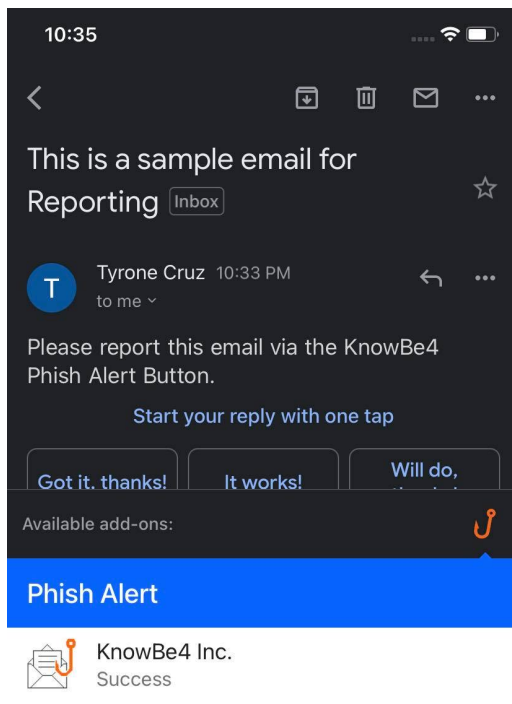 10:35
This is a sample email for
Reporting Inbox
T
Tyrone Cruz 10:33 PM
to me
Please report this email via the KnowBe4
Phish Alert Button.
Start your reply with one tap
Got it, thanks!
It works!
Will do,
Available add-ons:
Phish Alert
KnowBe4 Inc.
Success